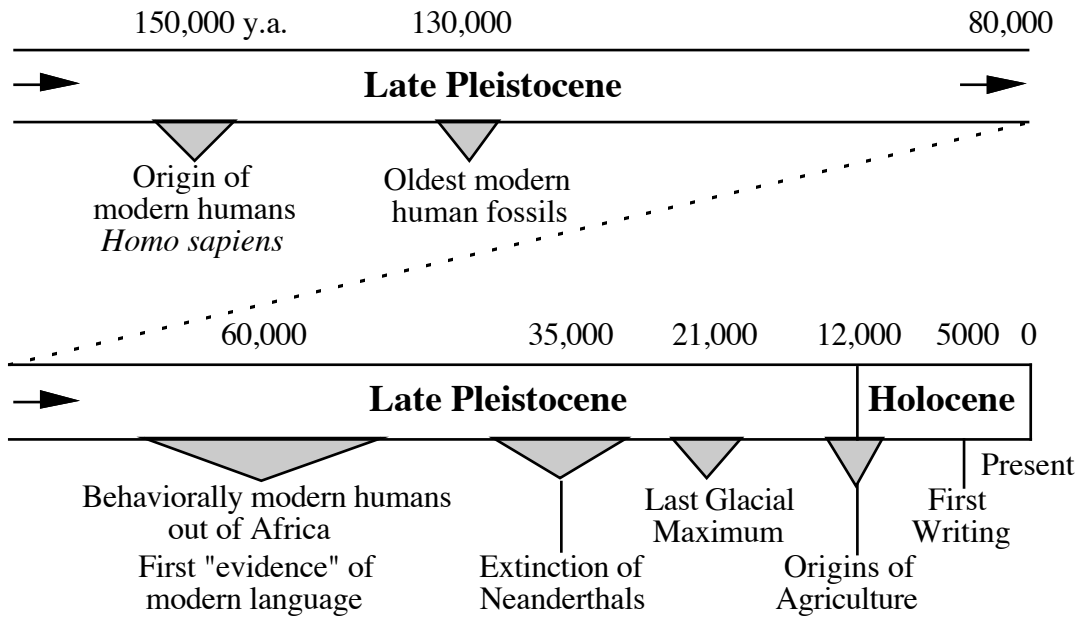 150,000 y.a. 130,000 80,000
Late Pleistocene
Origin of
modern humans
Homo sapiens
Oldest modern
human fossils
60,000 35,000 21,000 12,000 5000 0
Late Pleistocene Holocene
Behaviorally modern humans
out of Africa
First "evidence" of
modern language
Extinction of
Neanderthals
Last Glacial
Maximum
Origins of
Agriculture
First
Writing
Present